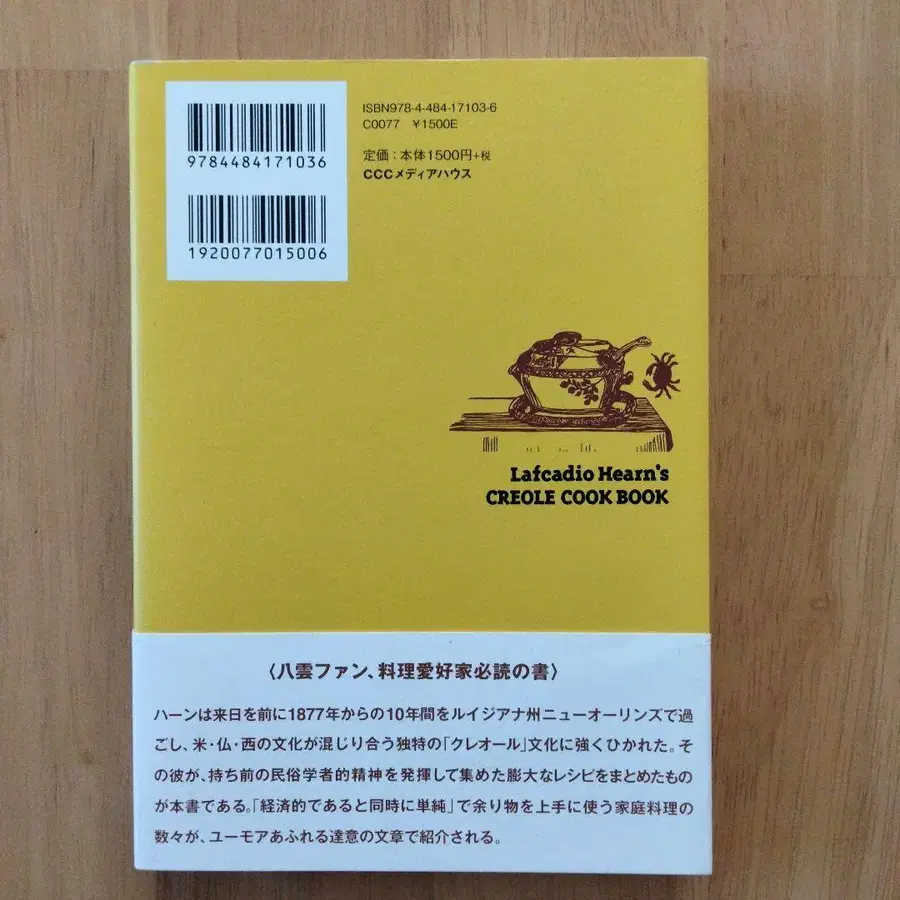 9784484171036
1920077015006
ISBN978-4-484-17103-6
C0077 ¥1500E
定価：本体1500円+税
CCCメディアハウス
Lafcadio Hearn's
CREOLE COOK BOOK
〈八雲ファン、料理愛好家必読の書〉
ハーンは来日を前に1877年からの10年間をルイジアナ州ニューオーリンズで過
ごし、米・仏・西の文化が混じり合う独特の「クレオール」文化に強くひかれた。そ
の彼が、持ち前の民俗学者的精神を発揮して集めた膨大なレシピをまとめたもの
が本書である。「経済的であると同時に単純」で余り物を上手に使う家庭料理の
数々が、ユーモアあふれる達意の文章で紹介される。